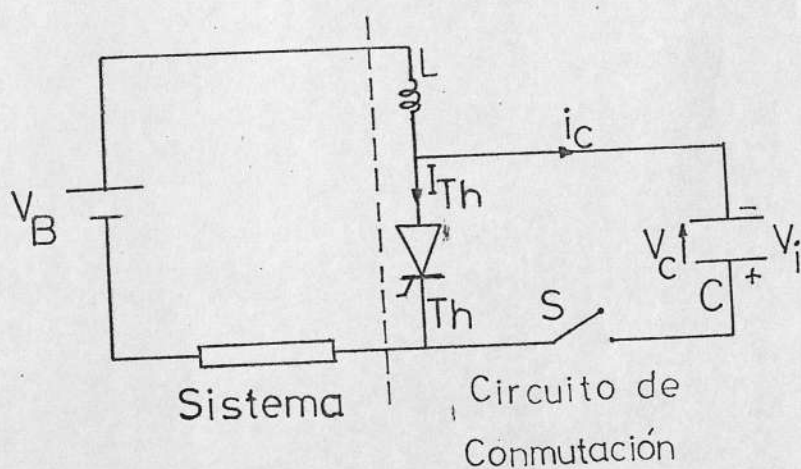 L
i_C
I_Th
V_B
V_C
-
V_i
+
C
Th
S
Sistema
Circuito de
Conmutación